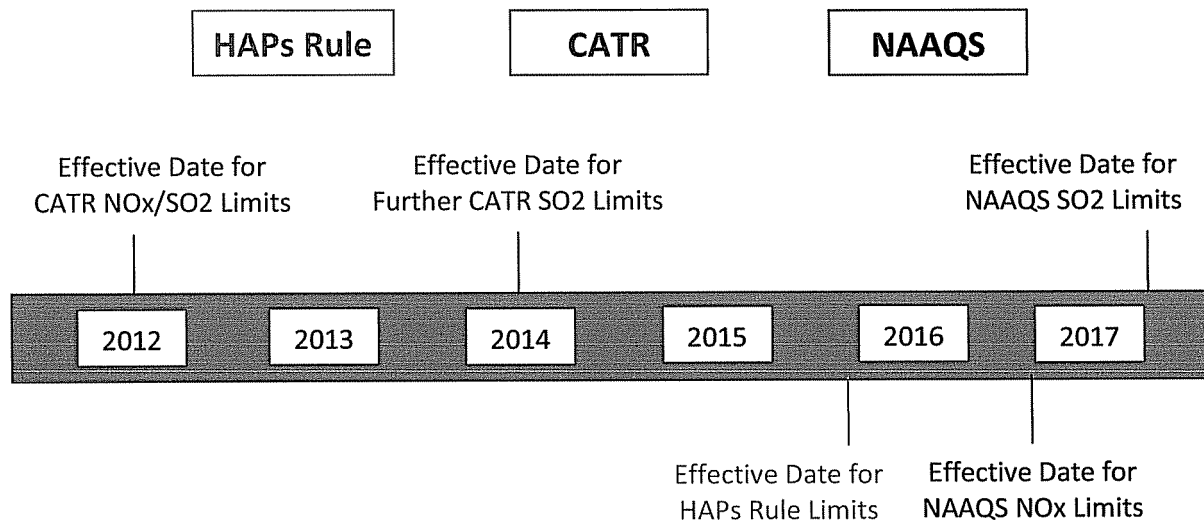 HAPs Rule
CATR
NAAQS
Effective Date for
CATR NOx/SO2 Limits
Effective Date for
Further CATR SO2 Limits
Effective Date for
NAAQS SO2 Limits
2012
2013
2014
2015
2016
2017
Effective Date for
HAPs Rule Limits
Effective Date for
NAAQS NOx Limits